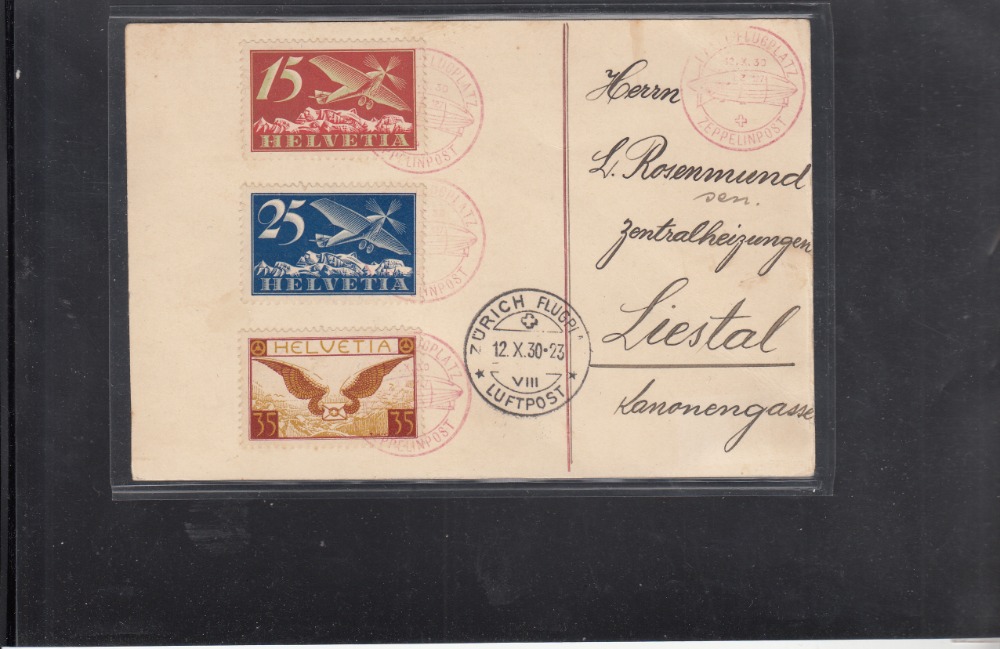 15
HELVETIA
25
HELVETIA
HELVETIA
35 35
FLUGPLATZ
ZEPPELINPOST
ZÜRICH FLUGPL
12.X.30·23
VIII
LUFTPOST
Herrn
L. Rosenmund
sen.
Zentralheizungen
Liestal
Kanonengasse